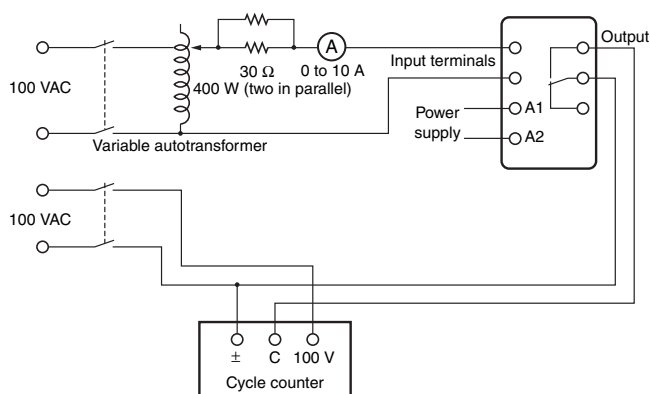 100 VAC
Variable autotransformer
30 Ω
400 W (two in parallel)
A
0 to 10 A
Input terminals
Output
Power
supply
A1
A2
100 VAC
± C 100 V
Cycle counter